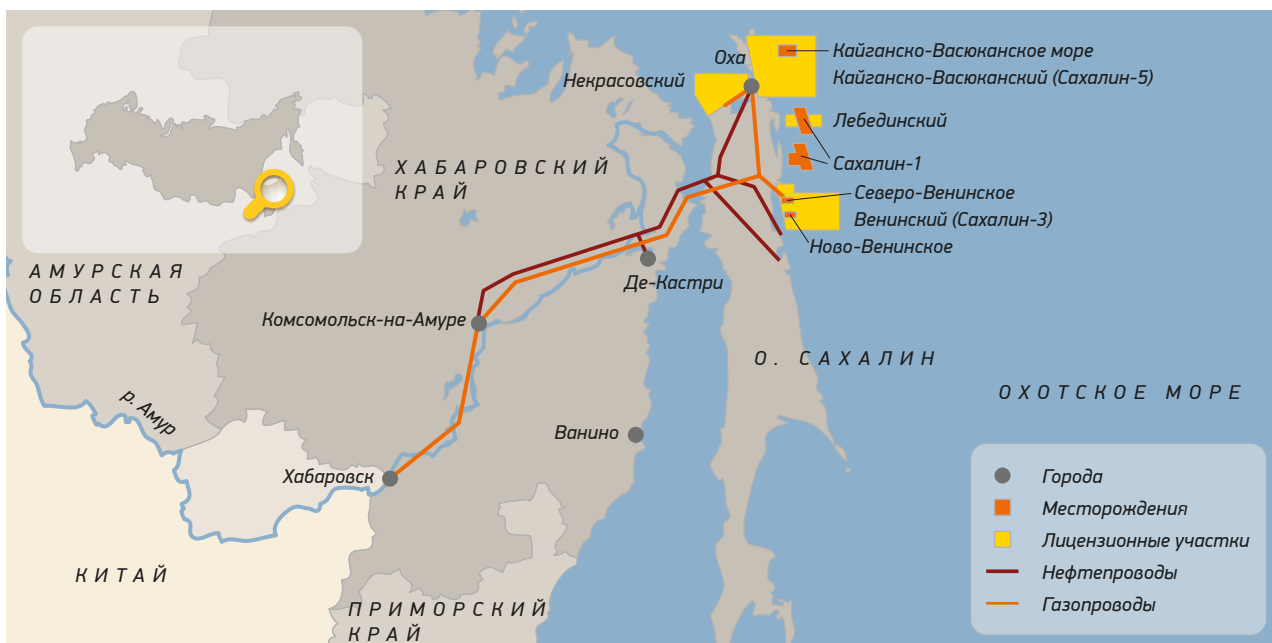 Оха
Кайганско-Васюканское море
Некрасовский
Кайганско-Васюканский (Сахалин-5)
Лебединский
ХАБАРОВСКИЙ
КРАЙ
Сахалин-1
Северо-Венинское
Венинский (Сахалин-3)
Ново-Венинское
АМУРСКАЯ
ОБЛАСТЬ
Де-Кастри
Комсомольск-на-Амуре
О. САХАЛИН
ОХОТСКОЕ МОРЕ
р. Амур
Ванино
Хабаровск
КИТАЙ
ПРИМОРСКИЙ
КРАЙ
Города
Месторождения
Лицензионные участки
Нефтепроводы
Газопроводы